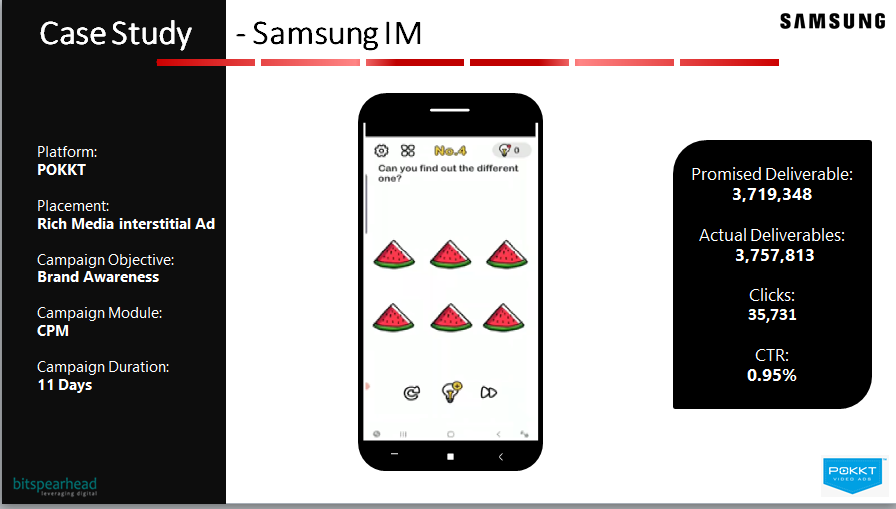 Case Study - Samsung IM
SAMSUNG
Platform:
POKKT
Placement:
Rich Media interstitial Ad
Campaign Objective:
Brand Awareness
Campaign Module:
CPM
Campaign Duration:
11 Days
No.4
0
Can you find out the different
one?
Promised Deliverable:
3,719,348
Actual Deliverables:
3,757,813
Clicks:
35,731
CTR:
0.95%
bitspearhead
leveraging digital
POKKT
VIDEO ADS
TM